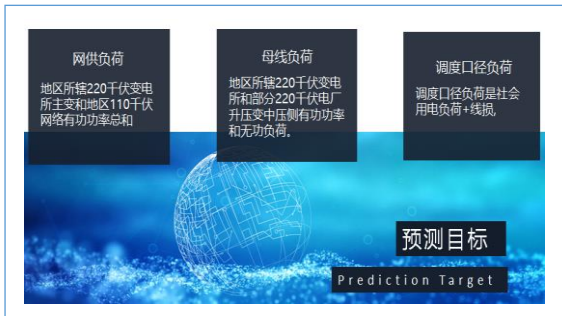 网供负荷
地区所辖220千伏变电
所主变和地区110千伏
网络有功功率总和
母线负荷
地区所辖220千伏变电
所和部分220千伏电厂
升压变中压侧有功功率
和无功负荷。
调度口径负荷
调度口径负荷是社会
用电负荷+线损,
预测目标
Prediction Target